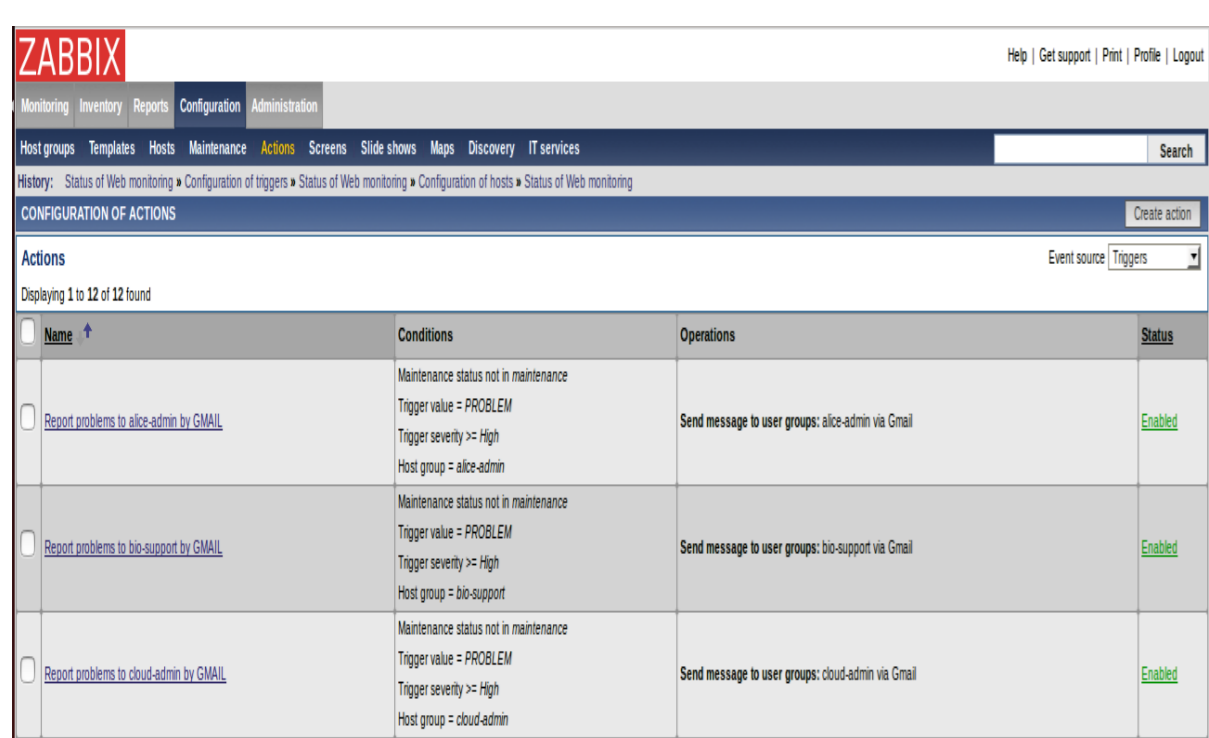 ZABBIX
Help | Get support | Print | Profile | Logout
Monitoring Inventory Reports Configuration Administration
Host groups Templates Hosts Maintenance Actions Screens Slide shows Maps Discovery IT services Search
History: Status of Web monitoring » Configuration of triggers » Status of Web monitoring » Configuration of hosts » Status of Web monitoring
CONFIGURATION OF ACTIONS Create action
Actions Event source Triggers
Displaying 1 to 12 of 12 found
Name Conditions Operations Status
Maintenance status not in maintenance
Trigger value = PROBLEM
Report problems to alice-admin by GMAIL Send message to user groups: alice-admin via Gmail Enabled
Trigger severity >= High
Host group = alice-admin
Maintenance status not in maintenance
Trigger value = PROBLEM
Report problems to bio-support by GMAIL Send message to user groups: bio-support via Gmail Enabled
Trigger severity >= High
Host group = bio-support
Maintenance status not in maintenance
Trigger value = PROBLEM
Report problems to cloud-admin by GMAIL Send message to user groups: cloud-admin via Gmail Enabled
Trigger severity >= High
Host group = cloud-admin